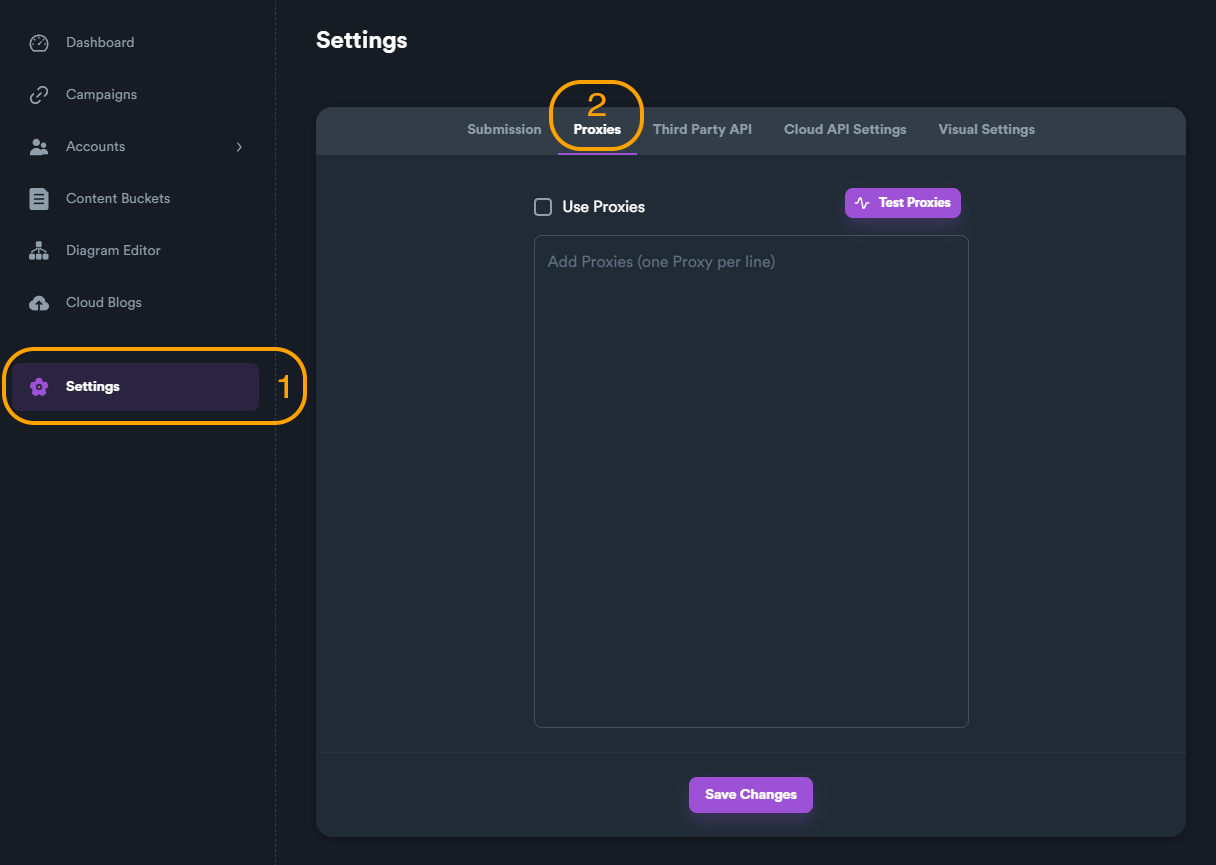 Dashboard
Campaigns
Accounts
Content Buckets
Diagram Editor
Cloud Blogs
Settings
1
Settings
2
Submission Proxies Third Party API Cloud API Settings Visual Settings
Use Proxies
Test Proxies
Add Proxies (one Proxy per line)
Save Changes